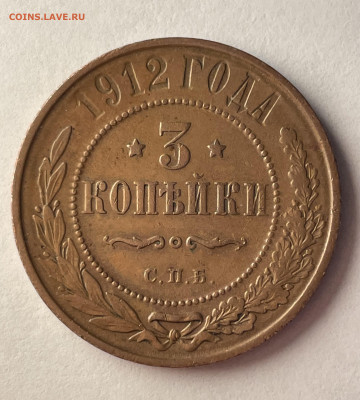 COINS.LAVE.RU
1912 ГОДА
3
КОПѢЙКИ
С.П.Б.